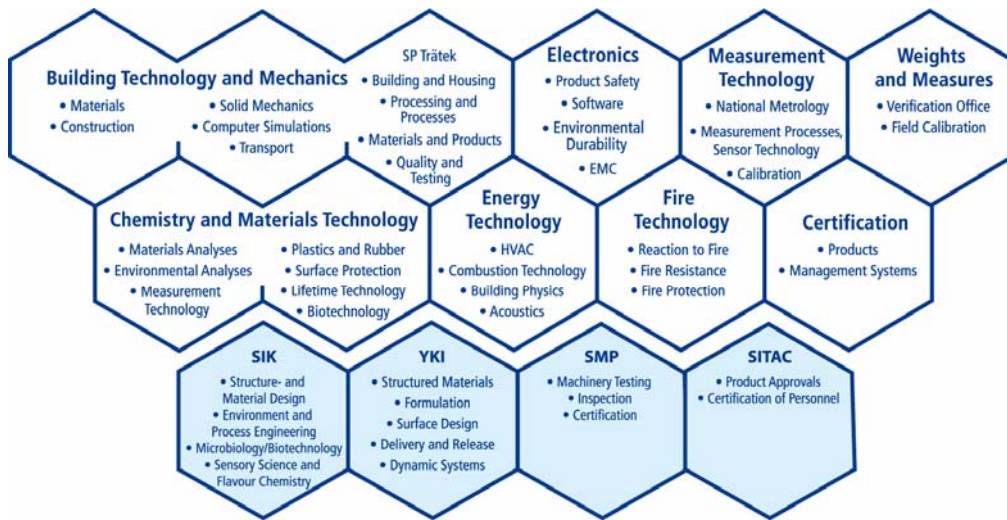 Building Technology and Mechanics
• Materials
• Construction
• Solid Mechanics
• Computer Simulations
• Transport
SP Trätek
• Building and Housing
• Processing and
Processes
• Materials and Products
• Quality and
Testing
Electronics
• Product Safety
• Software
• Environmental
Durability
• EMC
Measurement
Technology
• National Metrology
• Measurement Processes,
Sensor Technology
• Calibration
Weights
and Measures
• Verification Office
• Field Calibration
Chemistry and Materials Technology
• Materials Analyses
• Environmental Analyses
• Measurement
Technology
• Plastics and Rubber
• Surface Protection
• Lifetime Technology
• Biotechnology
Energy
Technology
• HVAC
• Combustion Technology
• Building Physics
• Acoustics
Fire
Technology
• Reaction to Fire
• Fire Resistance
• Fire Protection
Certification
• Products
• Management Systems
SIK
• Structure- and
Material Design
• Environment and
Process Engineering
• Microbiology/Biotechnology
• Sensory Science and
Flavour Chemistry
YKI
• Structured Materials
• Formulation
• Surface Design
• Delivery and Release
• Dynamic Systems
SMP
• Machinery Testing
• Inspection
• Certification
SITAC
• Product Approvals
• Certification of Personnel